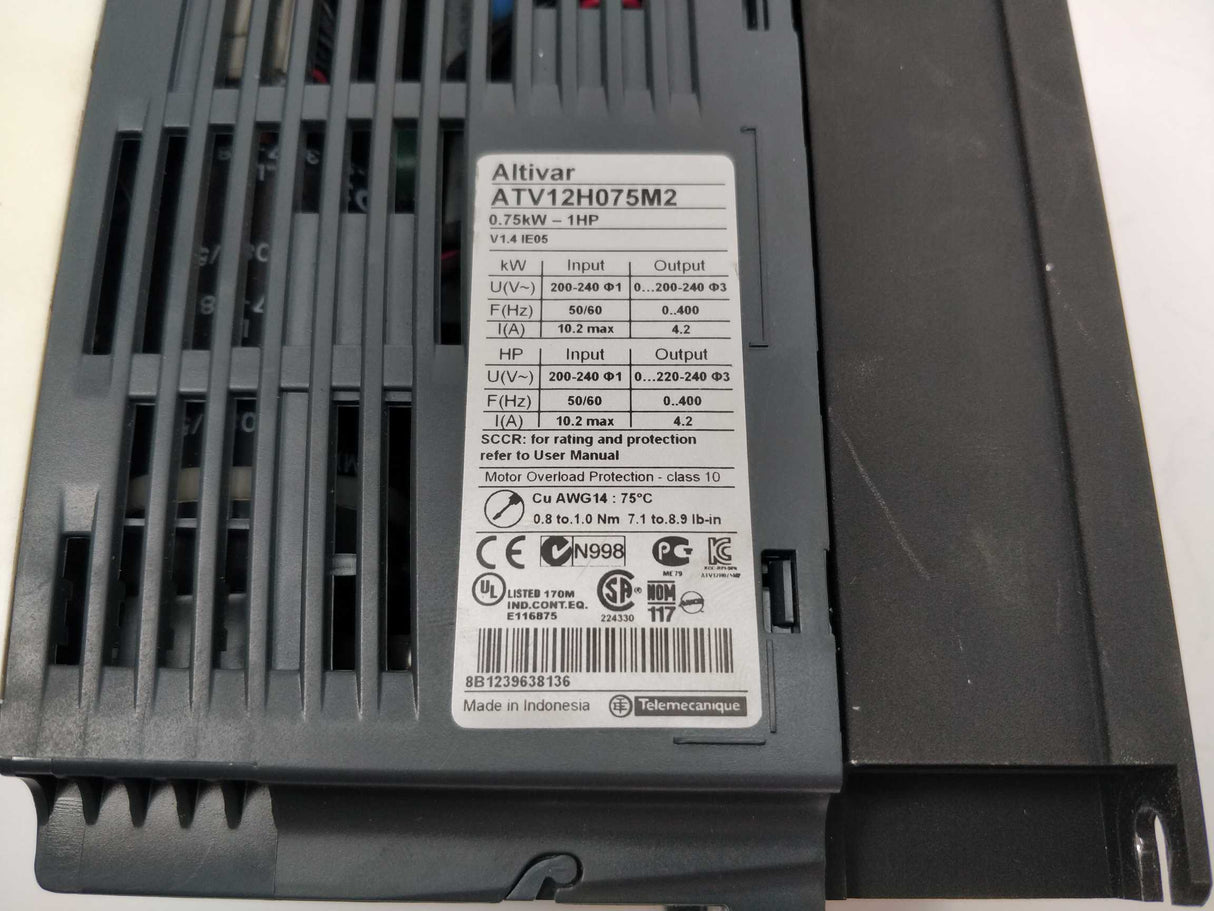 Altivar
ATV12H075M2
0.75kW – 1HP
V1.4 IE05
kW Input Output
U(V~) 200-240 Φ1 0...200-240 Φ3
F(Hz) 50/60 0..400
I(A) 10.2 max 4.2
HP Input Output
U(V~) 200-240 Φ1 0...220-240 Φ3
F(Hz) 50/60 0..400
I(A) 10.2 max 4.2
SCCR: for rating and protection
refer to User Manual
Motor Overload Protection - class 10
Cu AWG14 : 75°C
0.8 to.1.0 Nm 7.1 to.8.9 lb-in
CE N998 PC
ME79
UL LISTED 170M
IND.CONT.EQ.
E116875
SA ®
224330
NOM
117
8B1239638136
Made in Indonesia Telemecanique